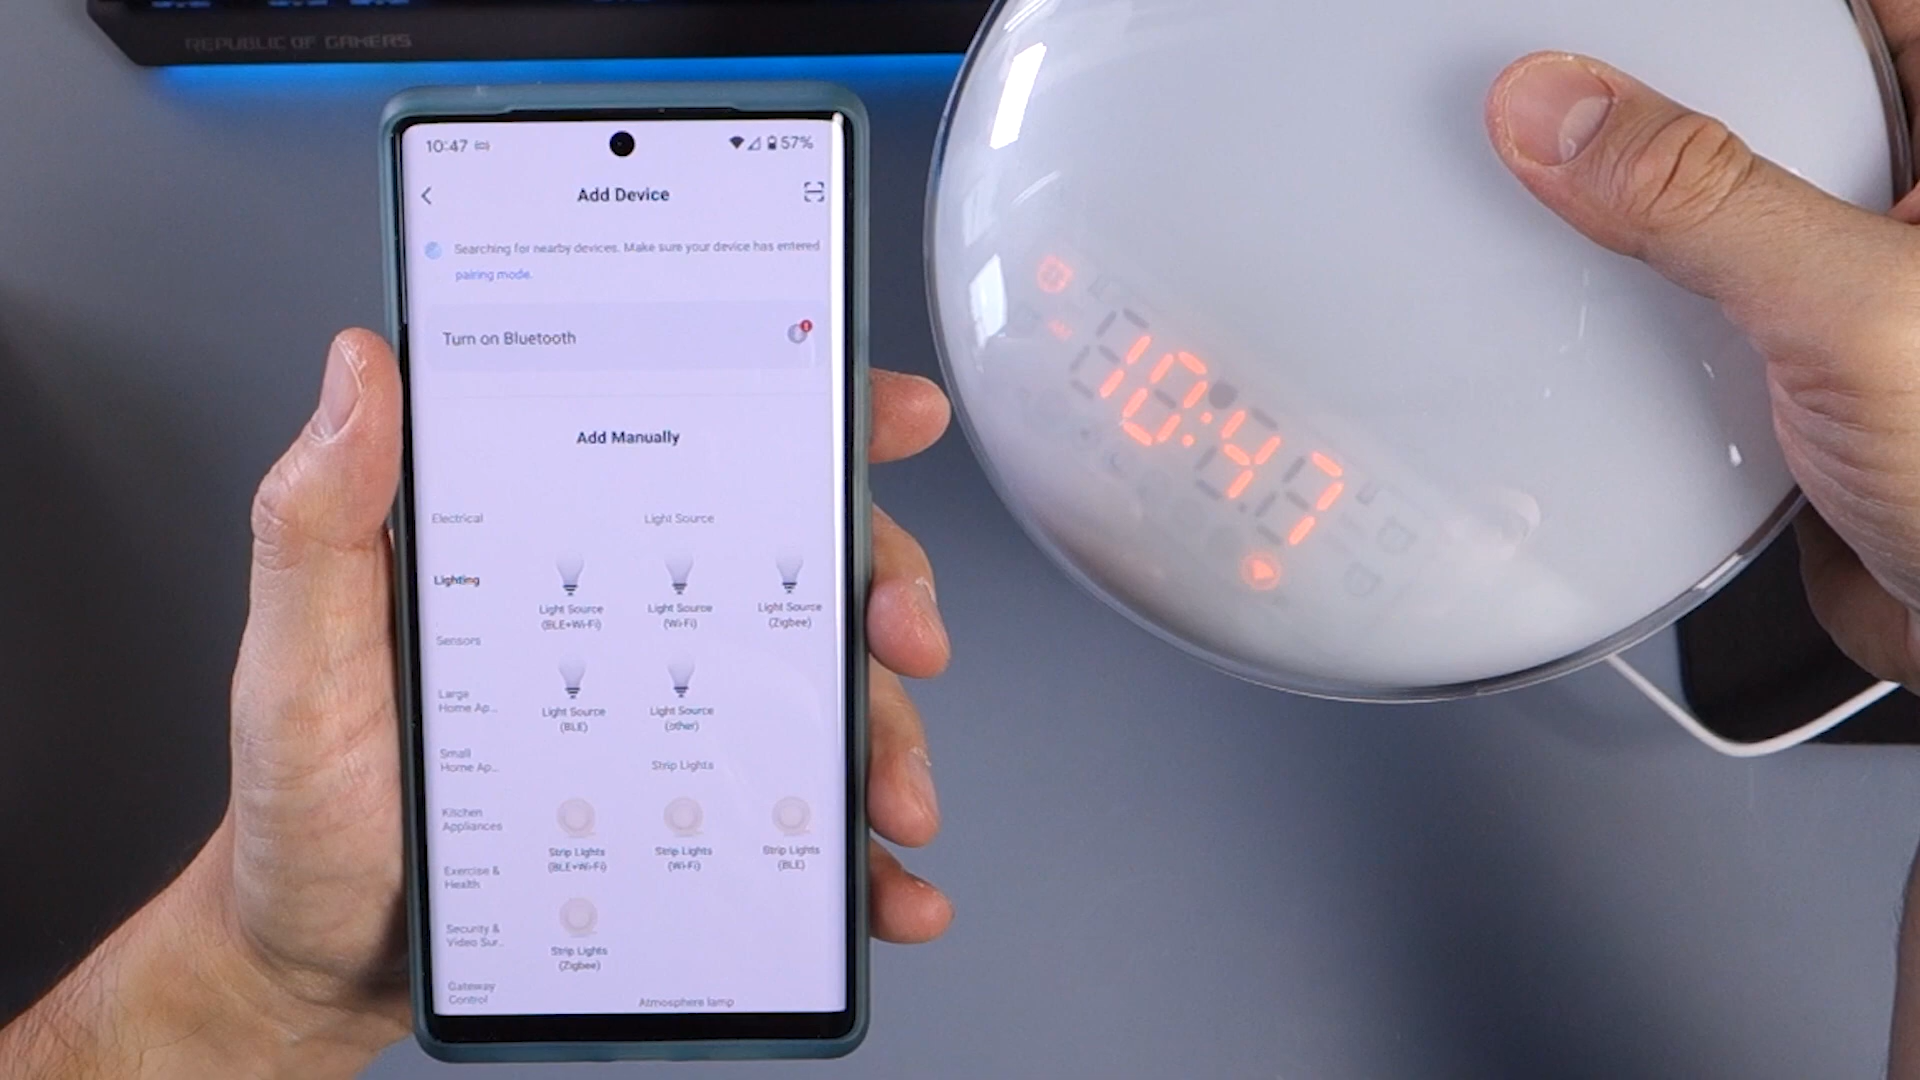 REPUBLIC OF GAMERS
10:47
57%
Add Device
Searching for nearby devices. Make sure your device has entered
pairing mode.
Turn on Bluetooth
Add Manually
Electrical
Lighting
Sensors
Large
Home Ap...
Small
Home Ap...
Kitchen
Appliances
Exercise &
Health
Security &
Video Sur...
Gateway
Control
Light Source
Light Source
(BLE+Wi-Fi)
Light Source
(Wi-Fi)
Light Source
(Zigbee)
Light Source
(BLE)
Light Source
(other)
Strip Lights
Strip Lights
(BLE+Wi-Fi)
Strip Lights
(Wi-Fi)
Strip Lights
(BLE)
Strip Lights
(Zigbee)
Atmosphere lamp
10:47